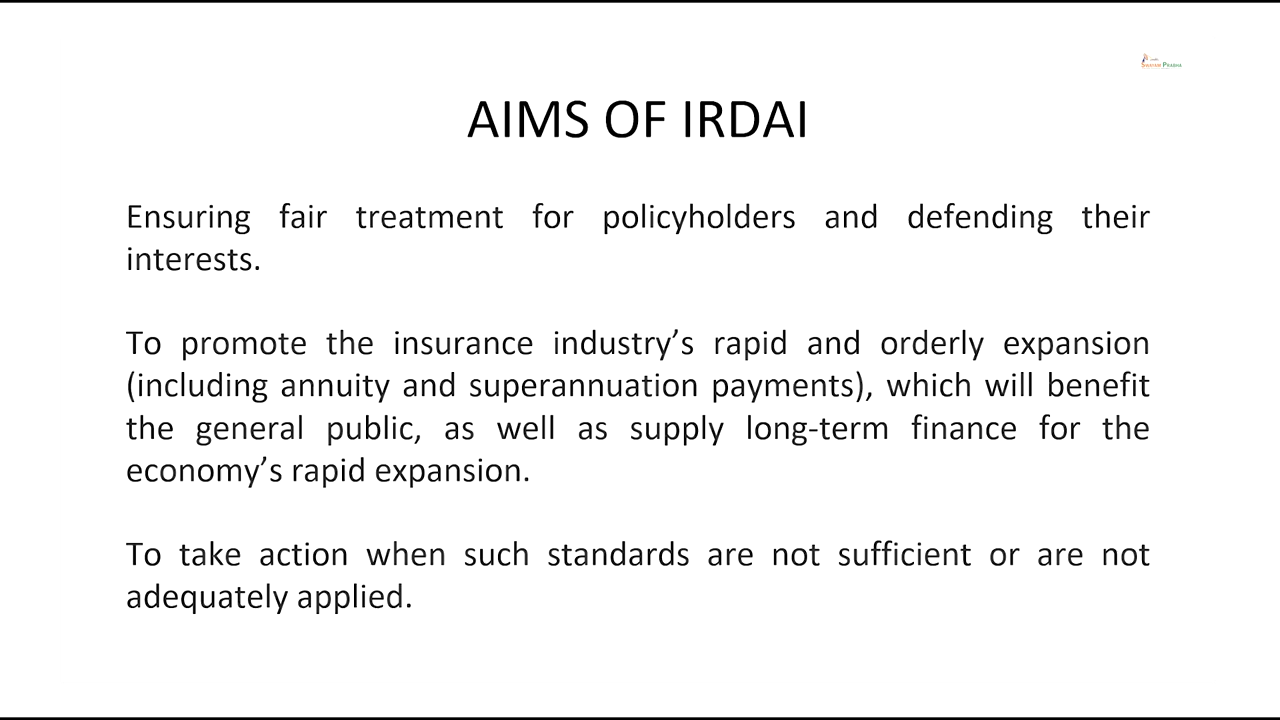 SWAYAM PRABHA
AIMS OF IRDAI
Ensuring fair treatment for policyholders and defending their
interests.
To promote the insurance industry’s rapid and orderly expansion
(including annuity and superannuation payments), which will benefit
the general public, as well as supply long-term finance for the
economy’s rapid expansion.
To take action when such standards are not sufficient or are not
adequately applied.